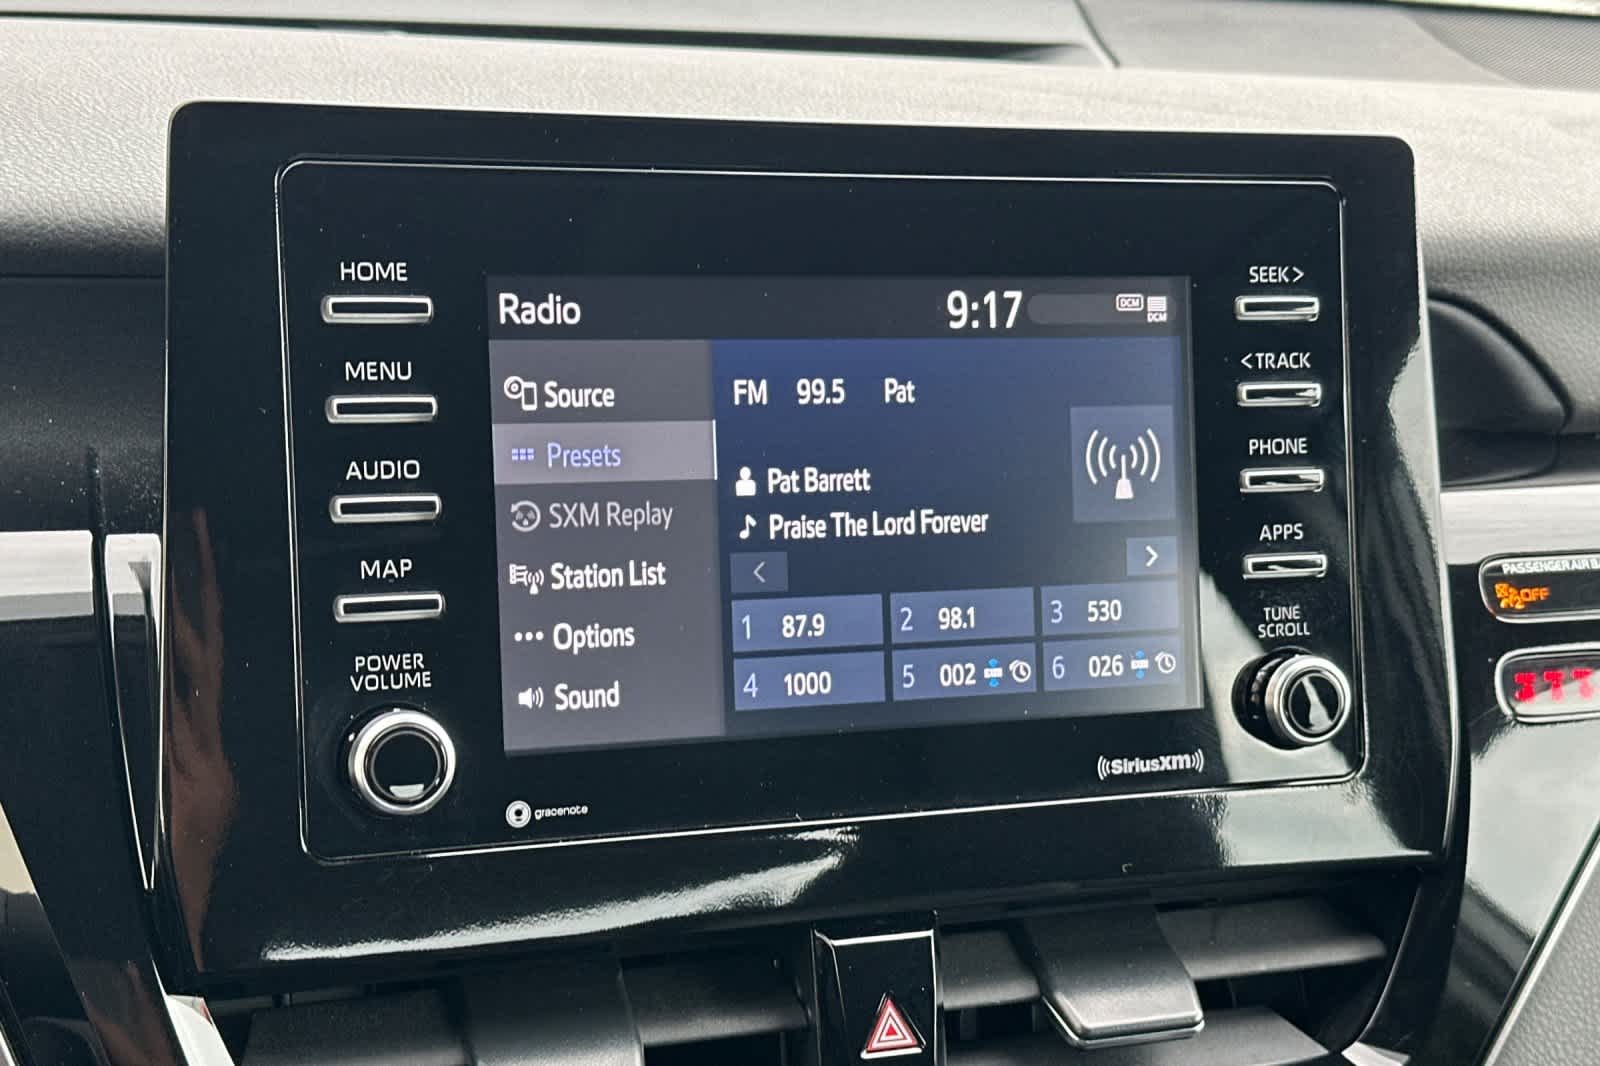 HOME
MENU
AUDIO
MAP
POWER
VOLUME
Radio
9:17
DCM
DCM
Source
Presets
SXM Replay
Station List
Options
Sound
FM 99.5 Pat
Pat Barrett
Praise The Lord Forever
< >
1 87.9
2 98.1
3 530
4 1000
5 002
6 026
gracenote
((SiriusXM))
SEEK >
< TRACK
PHONE
APPS
TUNE
SCROLL
PASSENGER AIR BA
OFF